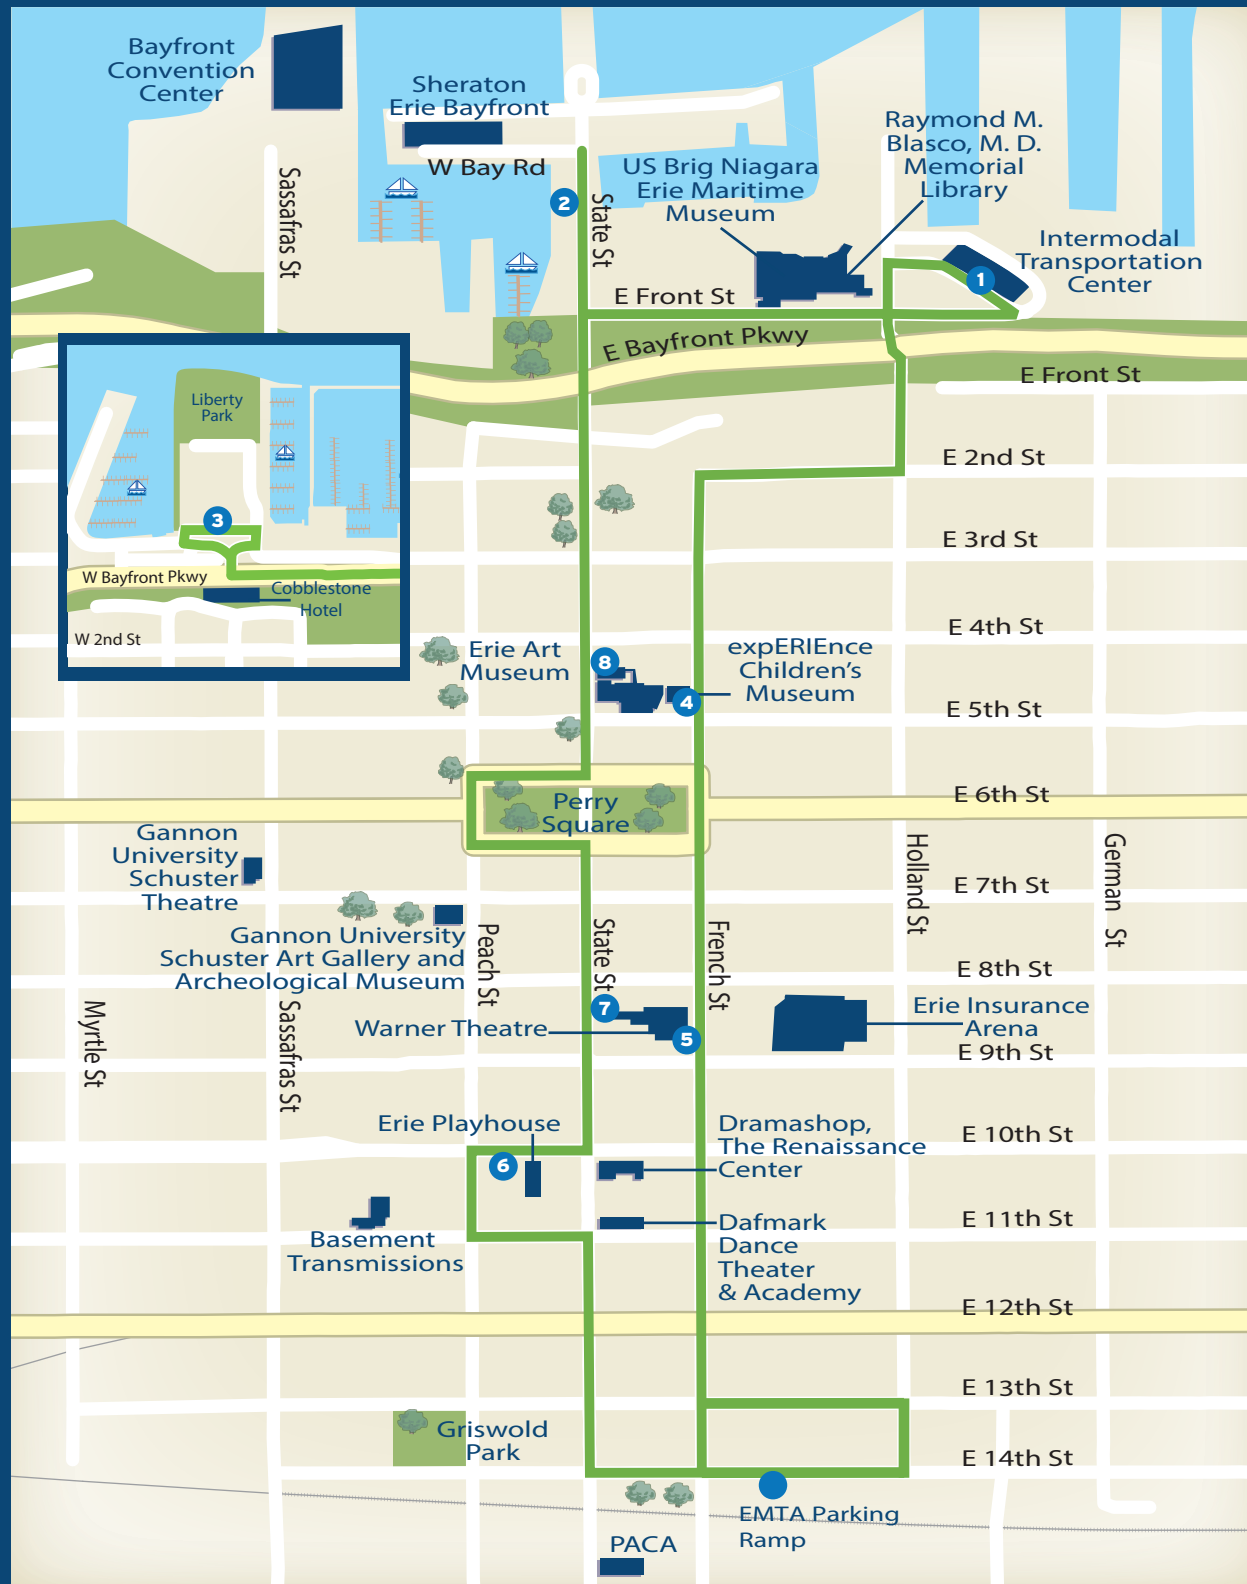 Bayfront
Convention
Center
Sheraton
Erie Bayfront
W Bay Rd
Sassafras St
2
State St
US Brig Niagara
Erie Maritime
Museum
Raymond M.
Blasco, M. D.
Memorial
Library
Intermodal
Transportation
Center
1
E Front St
E Bayfront Pkwy
E Front St
Liberty
Park
3
W Bayfront Pkwy
Cobblestone
Hotel
W 2nd St
E 2nd St
E 3rd St
E 4th St
Erie Art
Museum
8
4
expERIEnce
Children's
Museum
E 5th St
E 6th St
Perry
Square
Gannon
University
Schuster
Theatre
Holland St
German St
E 7th St
Gannon University
Schuster Art Gallery and
Archeological Museum
Peach St
State St
French St
E 8th St
Myrtle St
Sassafras St
7
Warner Theatre
5
Erie Insurance
Arena
E 9th St
Erie Playhouse
6
Dramashop,
The Renaissance
Center
E 10th St
Basement
Transmissions
Dafmark
Dance
Theater
& Academy
E 11th St
E 12th St
E 13th St
Griswold
Park
E 14th St
EMTA Parking
Ramp
PACA